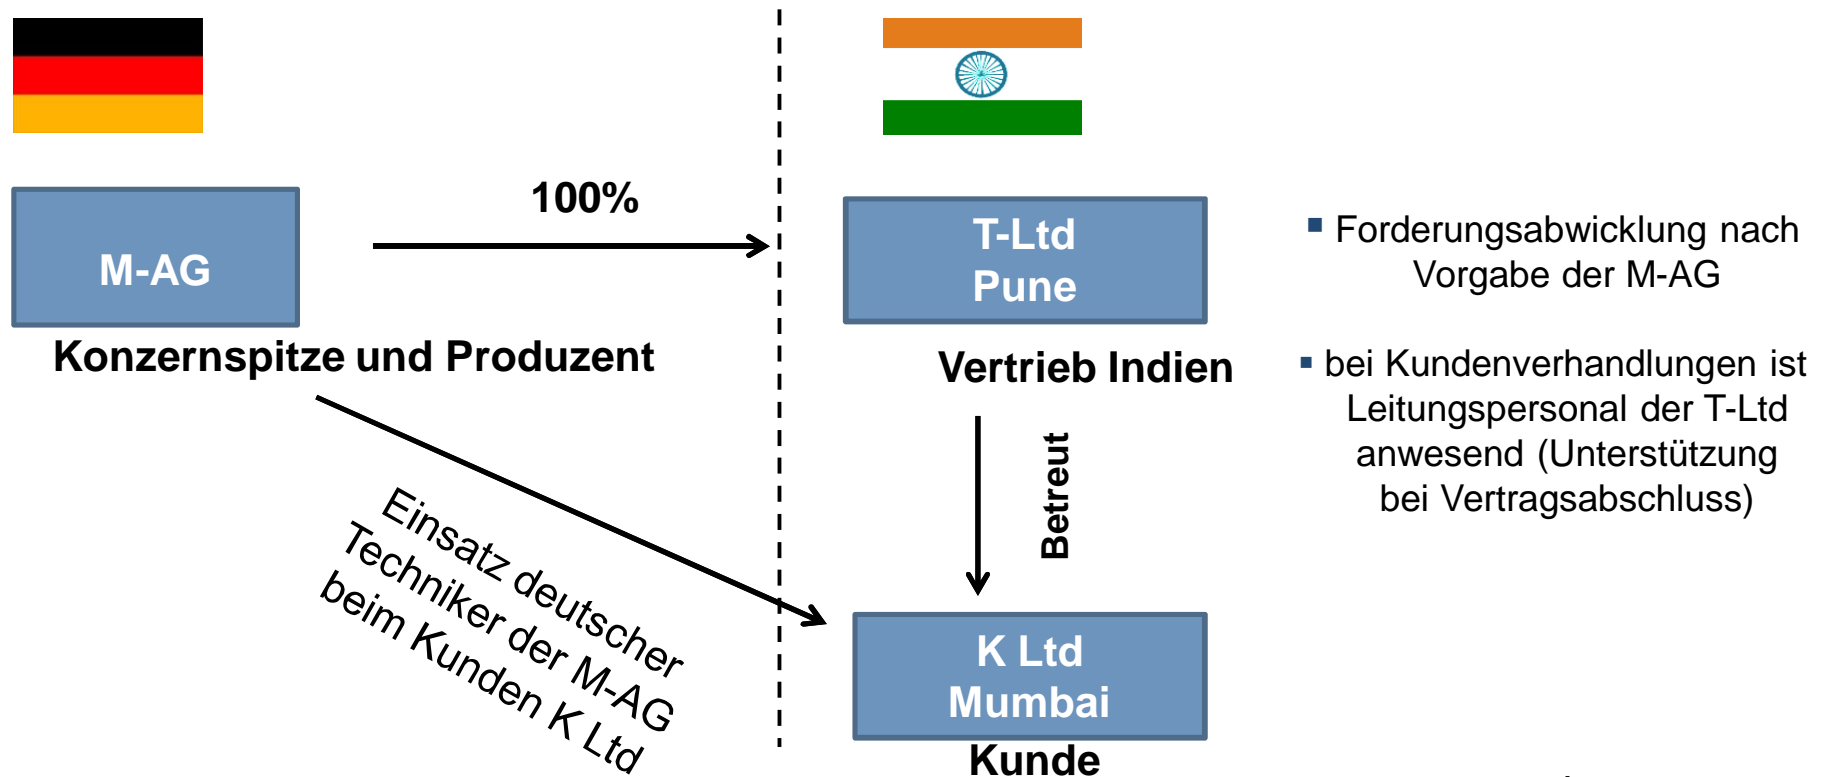 M-AG
Konzernspitze und Produzent
100%
T-Ltd
Pune
Vertrieb Indien
Betreut
Einsatz deutscher
Techniker der M-AG
beim Kunden K Ltd
K Ltd
Mumbai
Kunde
▪ Forderungsabwicklung nach
Vorgabe der M-AG
▪ bei Kundenverhandlungen ist
Leitungspersonal der T-Ltd
anwesend (Unterstützung
bei Vertragsabschluss)